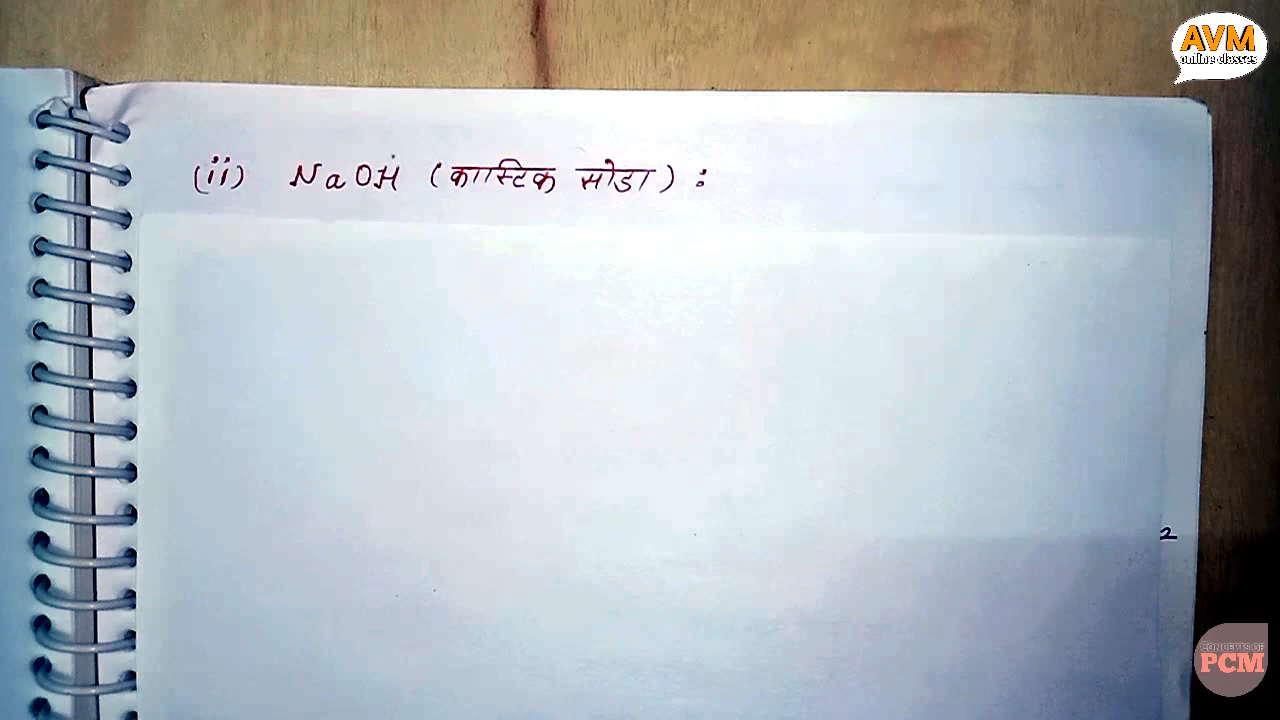 AVM
online classes
(ii) NaOH (कास्टिक सोडा) :
2
CONCEPTS OF
PCM